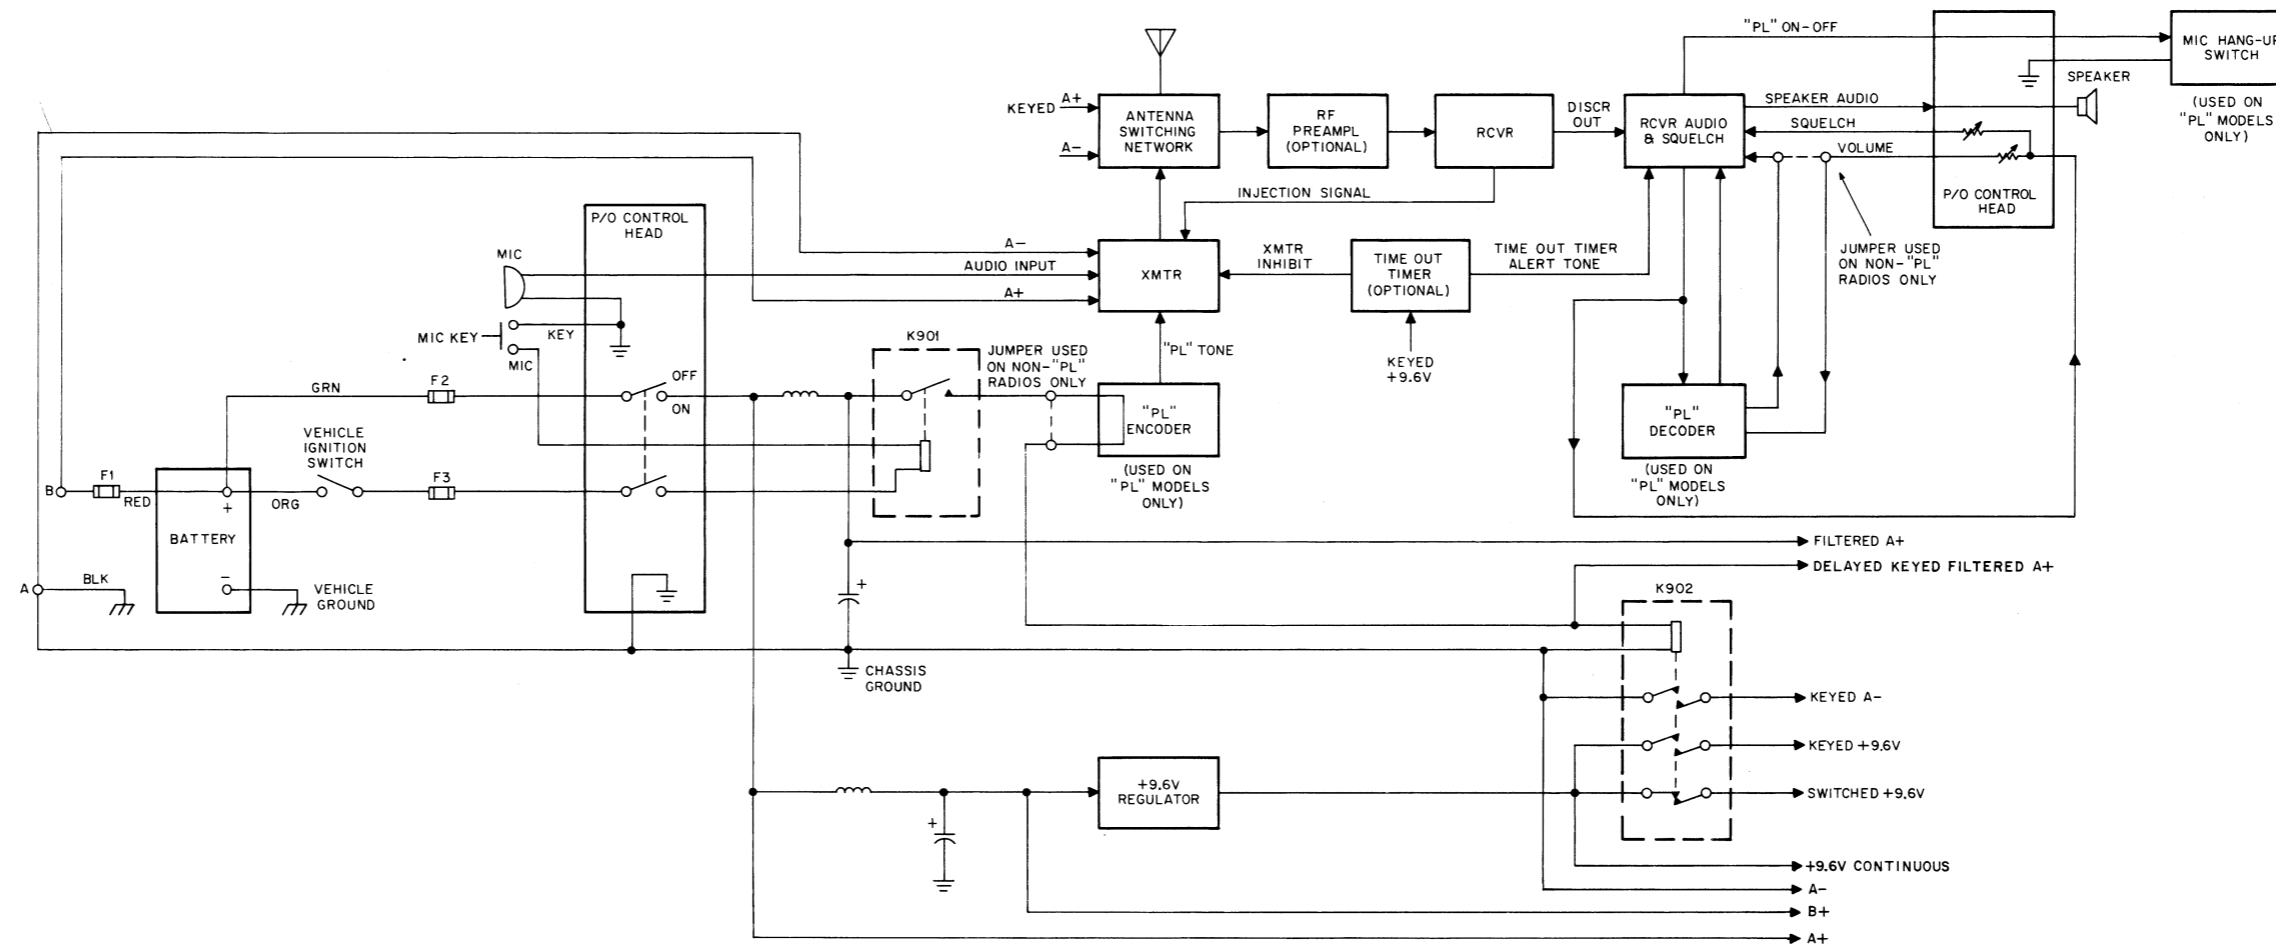 "PL" ON-OFF
MIC HANG-UP
SWITCH
(USED ON
"PL" MODELS
ONLY)
SPEAKER
KEYED
A+
A-
ANTENNA
SWITCHING
NETWORK
RF
PREAMPL
(OPTIONAL)
RCVR
DISCR
OUT
RCVR AUDIO
& SQUELCH
SPEAKER AUDIO
SQUELCH
VOLUME
P/O CONTROL
HEAD
INJECTION SIGNAL
JUMPER USED
ON NON-"PL"
RADIOS ONLY
P/O CONTROL
HEAD
MIC
A-
AUDIO INPUT
A+
XMTR
XMTR
INHIBIT
TIME OUT
TIMER
(OPTIONAL)
TIME OUT TIMER
ALERT TONE
KEYED
+9.6V
MIC KEY
KEY
MIC
K901
JUMPER USED
ON NON-"PL"
RADIOS ONLY
"PL" TONE
GRN
F2
OFF
ON
"PL"
ENCODER
(USED ON
"PL" MODELS
ONLY)
"PL"
DECODER
(USED ON
"PL" MODELS
ONLY)
VEHICLE
IGNITION
SWITCH
B
F1
RED
+
ORG
F3
BATTERY
-
VEHICLE
GROUND
A
BLK
FILTERED A+
DELAYED KEYED FILTERED A+
+
CHASSIS
GROUND
K902
KEYED A-
KEYED +9.6V
SWITCHED +9.6V
+9.6V
REGULATOR
+
+9.6V CONTINUOUS
A-
B+
A+